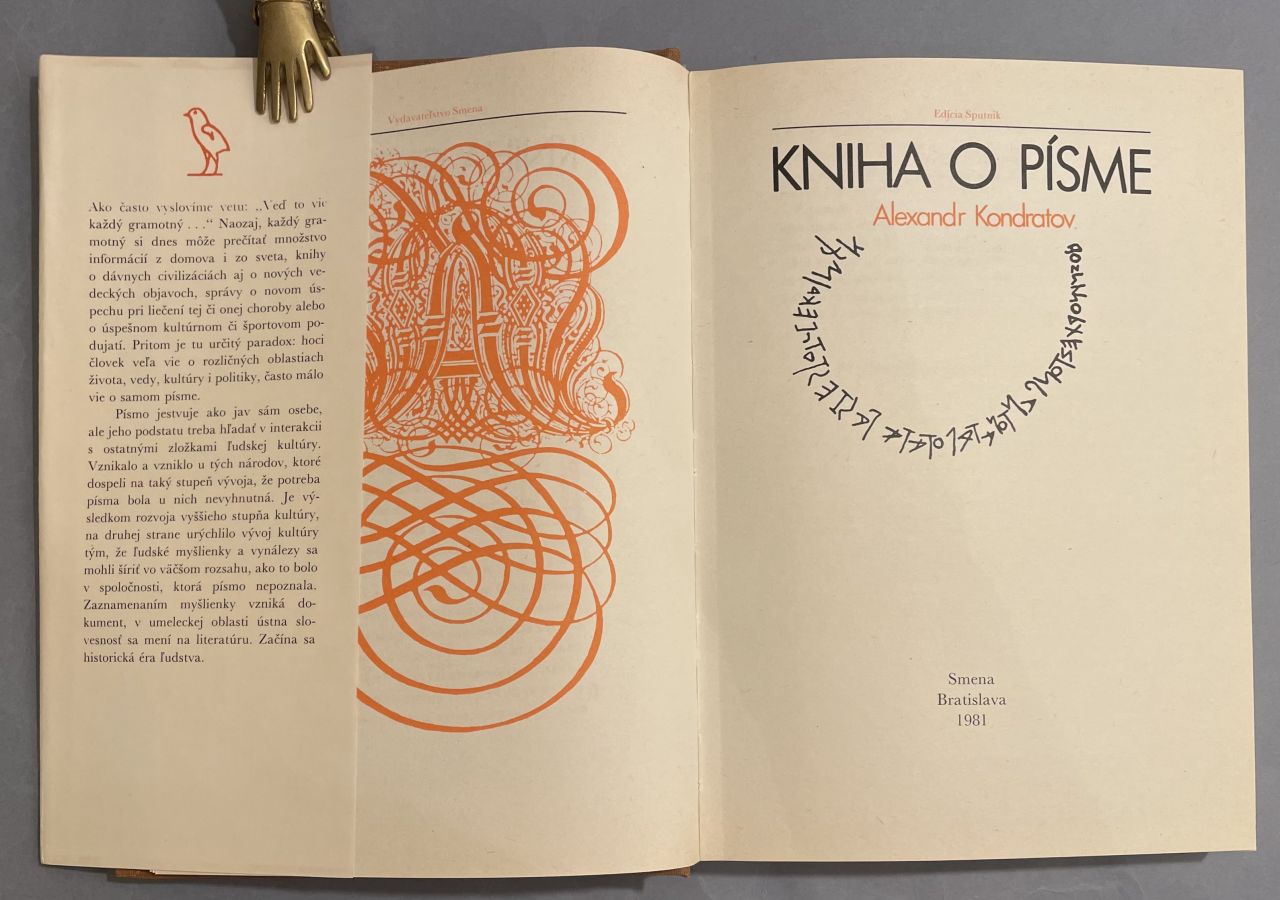 Ako často vyslovíme vetu: „Veď to vie
každý gramotný . . .“ Naozaj, každý gra-
motný si dnes môže prečítať množstvo
informácií z domova i zo sveta, knihy
o dávnych civilizáciách aj o nových ve-
deckých objavoch, správy o novom ús-
pechu pri liečení tej či onej choroby alebo
o úspešnom kultúrnom či športovom po-
dujatí. Pritom je tu určitý paradox: hoci
človek veľa vie o rozličných oblastiach
života, vedy, kultúry i politiky, často málo
vie o samom písme.
Písmo jestvuje ako jav sám osebe,
ale jeho podstatu treba hľadať v interakcii
s ostatnými zložkami ľudskej kultúry.
Vznikalo a vzniklo u tých národov, ktoré
dospeli na taký stupeň vývoja, že potreba
písma bola u nich nevyhnutná. Je vý-
sledkom rozvoja vyššieho stupňa kultúry,
na druhej strane urýchlilo vývoj kultúry
tým, že ľudské myšlienky a vynálezy sa
mohli šíriť vo väčšom rozsahu, ako to bolo
v spoločnosti, ktorá písmo nepoznala.
Zaznamenaním myšlienky vzniká do-
kument, v umeleckej oblasti ústna slo-
vesnosť sa mení na literatúru. Začína sa
historická éra ľudstva.
Vydavateľstvo Smena
A
Edícia Sputnik
KNIHA O PÍSME
Alexandr Kondratov
Smena
Bratislava
1981